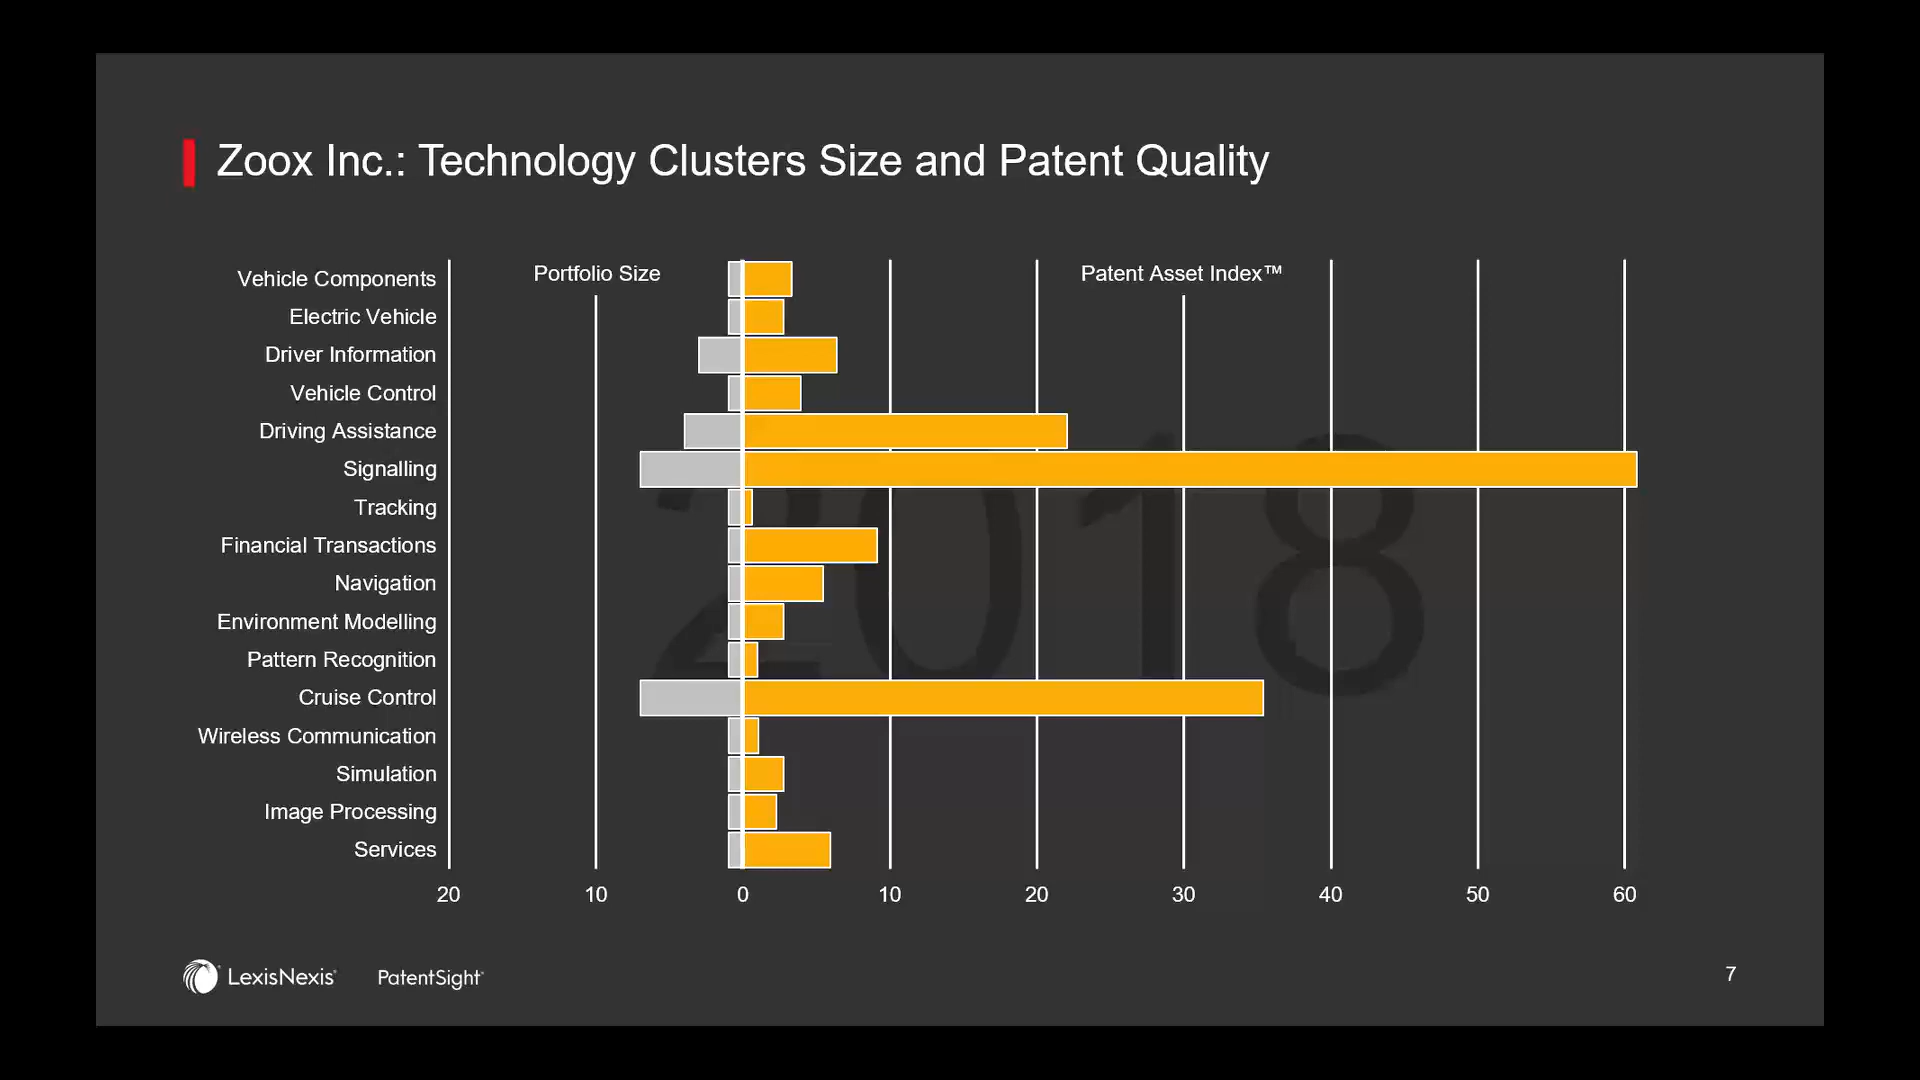 Zoox Inc.: Technology Clusters Size and Patent Quality
Portfolio Size
Patent Asset Index™
Vehicle Components
Electric Vehicle
Driver Information
Vehicle Control
Driving Assistance
Signalling
Tracking
Financial Transactions
Navigation
Environment Modelling
Pattern Recognition
Cruise Control
Wireless Communication
Simulation
Image Processing
Services
2018
20 10 0 10 20 30 40 50 60
LexisNexis® PatentSight®
7